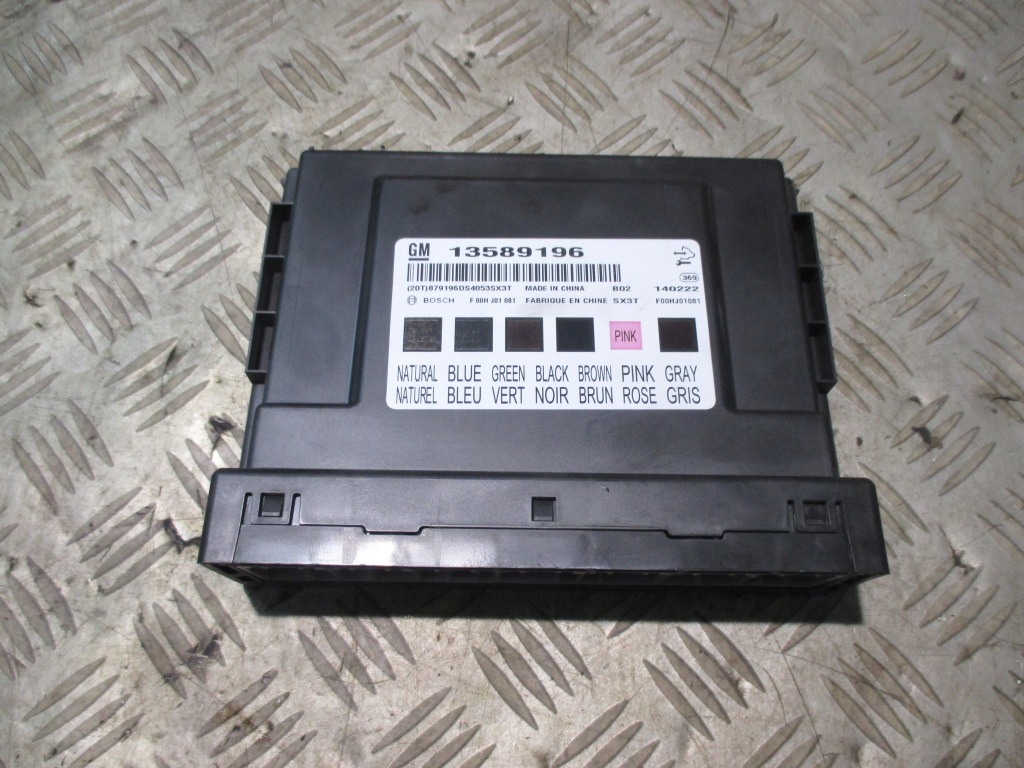 GM 13589196
369
(20T)879196DS4053SX3T MADE IN CHINA B02 140222
BOSCH F 00H J01 081 FABRIQUE EN CHINE SX3T F00HJ01081
PINK
NATURAL BLUE GREEN BLACK BROWN PINK GRAY
NATUREL BLEU VERT NOIR BRUN ROSE GRIS